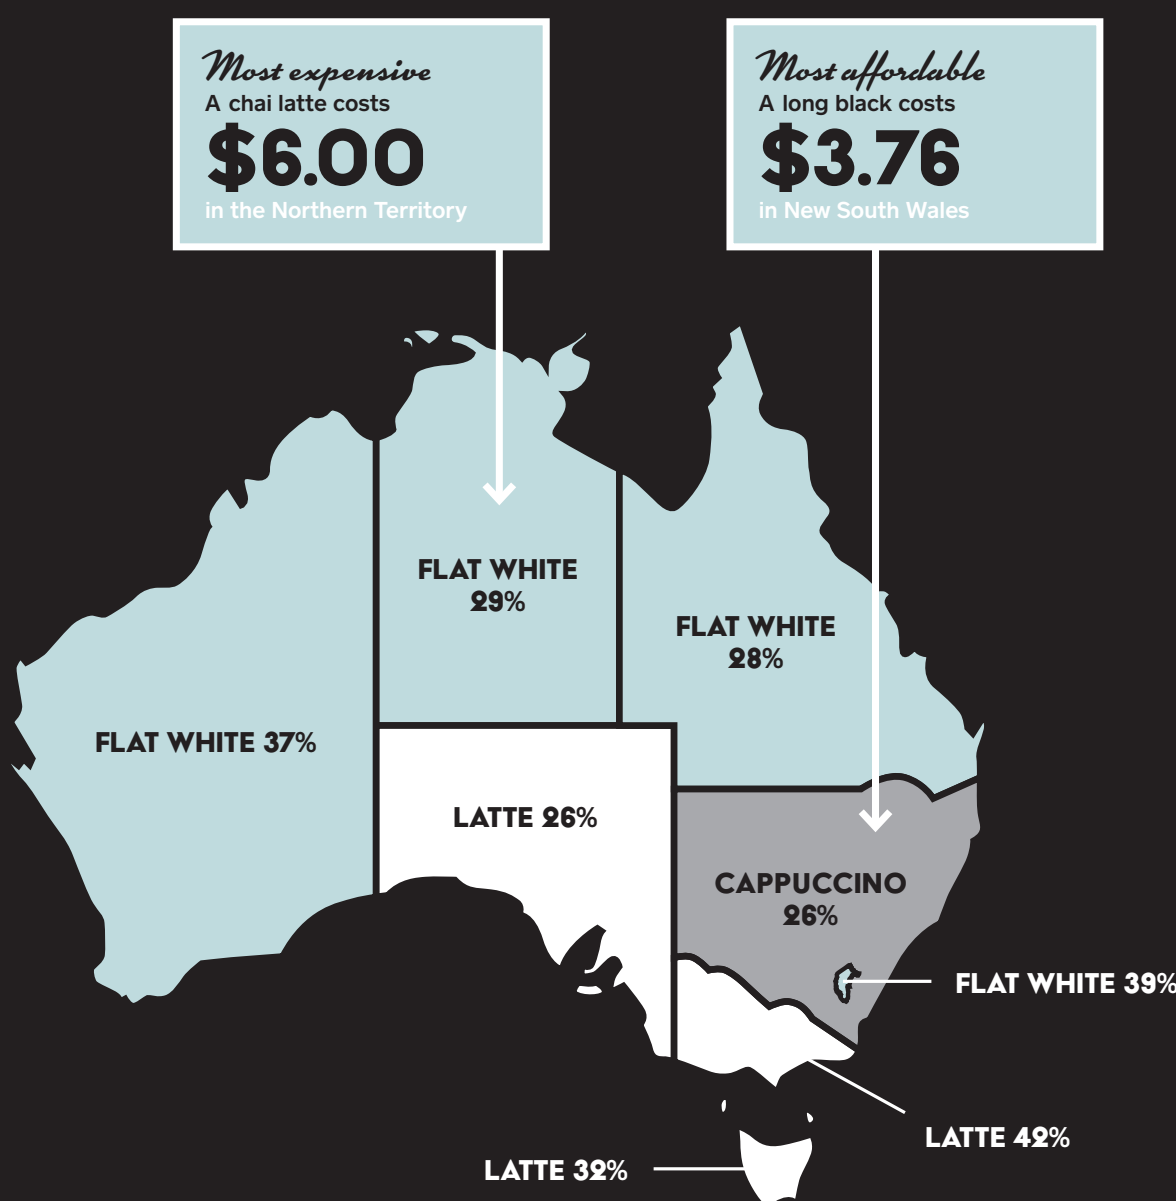 Most expensive
A chai latte costs
$6.00
in the Northern Territory
Most affordable
A long black costs
$3.76
in New South Wales
FLAT WHITE
29%
FLAT WHITE
28%
FLAT WHITE 37%
LATTE 26%
CAPPUCCINO
26%
FLAT WHITE 39%
LATTE 42%
LATTE 32%